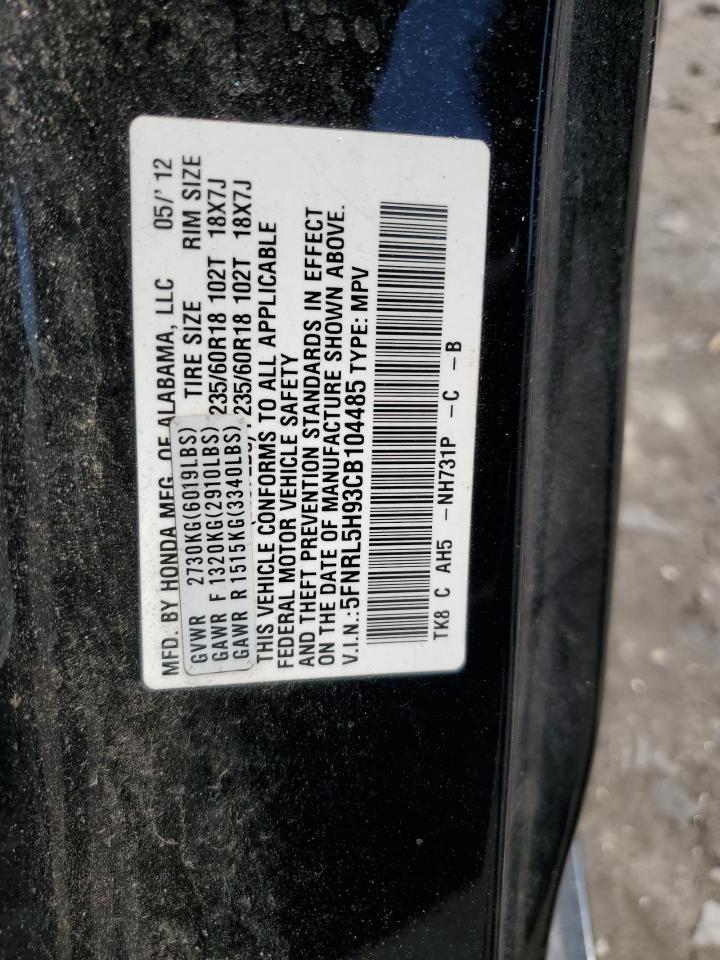 MFD. BY HONDA MFG. OF ALABAMA, LLC 05/' 12
TIRE SIZE RIM SIZE
GVWR 2730KG(6019LBS)
GAWR F 1320KG(2910LBS) 235/60R18 102T 18X7J
GAWR R 1515KG(3340LBS) 235/60R18 102T 18X7J
THIS VEHICLE CONFORMS TO ALL APPLICABLE
FEDERAL MOTOR VEHICLE SAFETY
AND THEFT PREVENTION STANDARDS IN EFFECT
ON THE DATE OF MANUFACTURE SHOWN ABOVE.
V.I.N.:5FNRL5H93CB104485 TYPE: MPV
TK8 C AH5 -NH731P -C -B